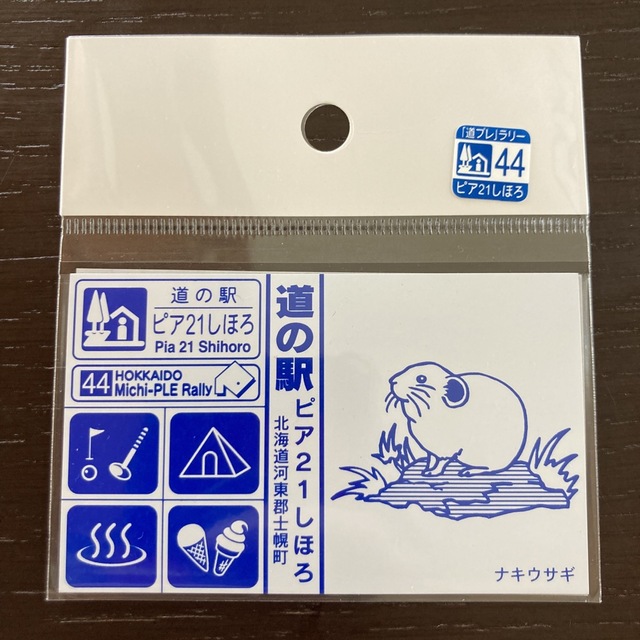 「道プレ」ラリー
44
ピア21しほろ
道の駅
ピア21しほろ
Pia 21 Shihoro
44 HOKKAIDO
Michi-PLE Rally
道の駅ピア21しほろ
北海道河東郡士幌町
ナキウサギ